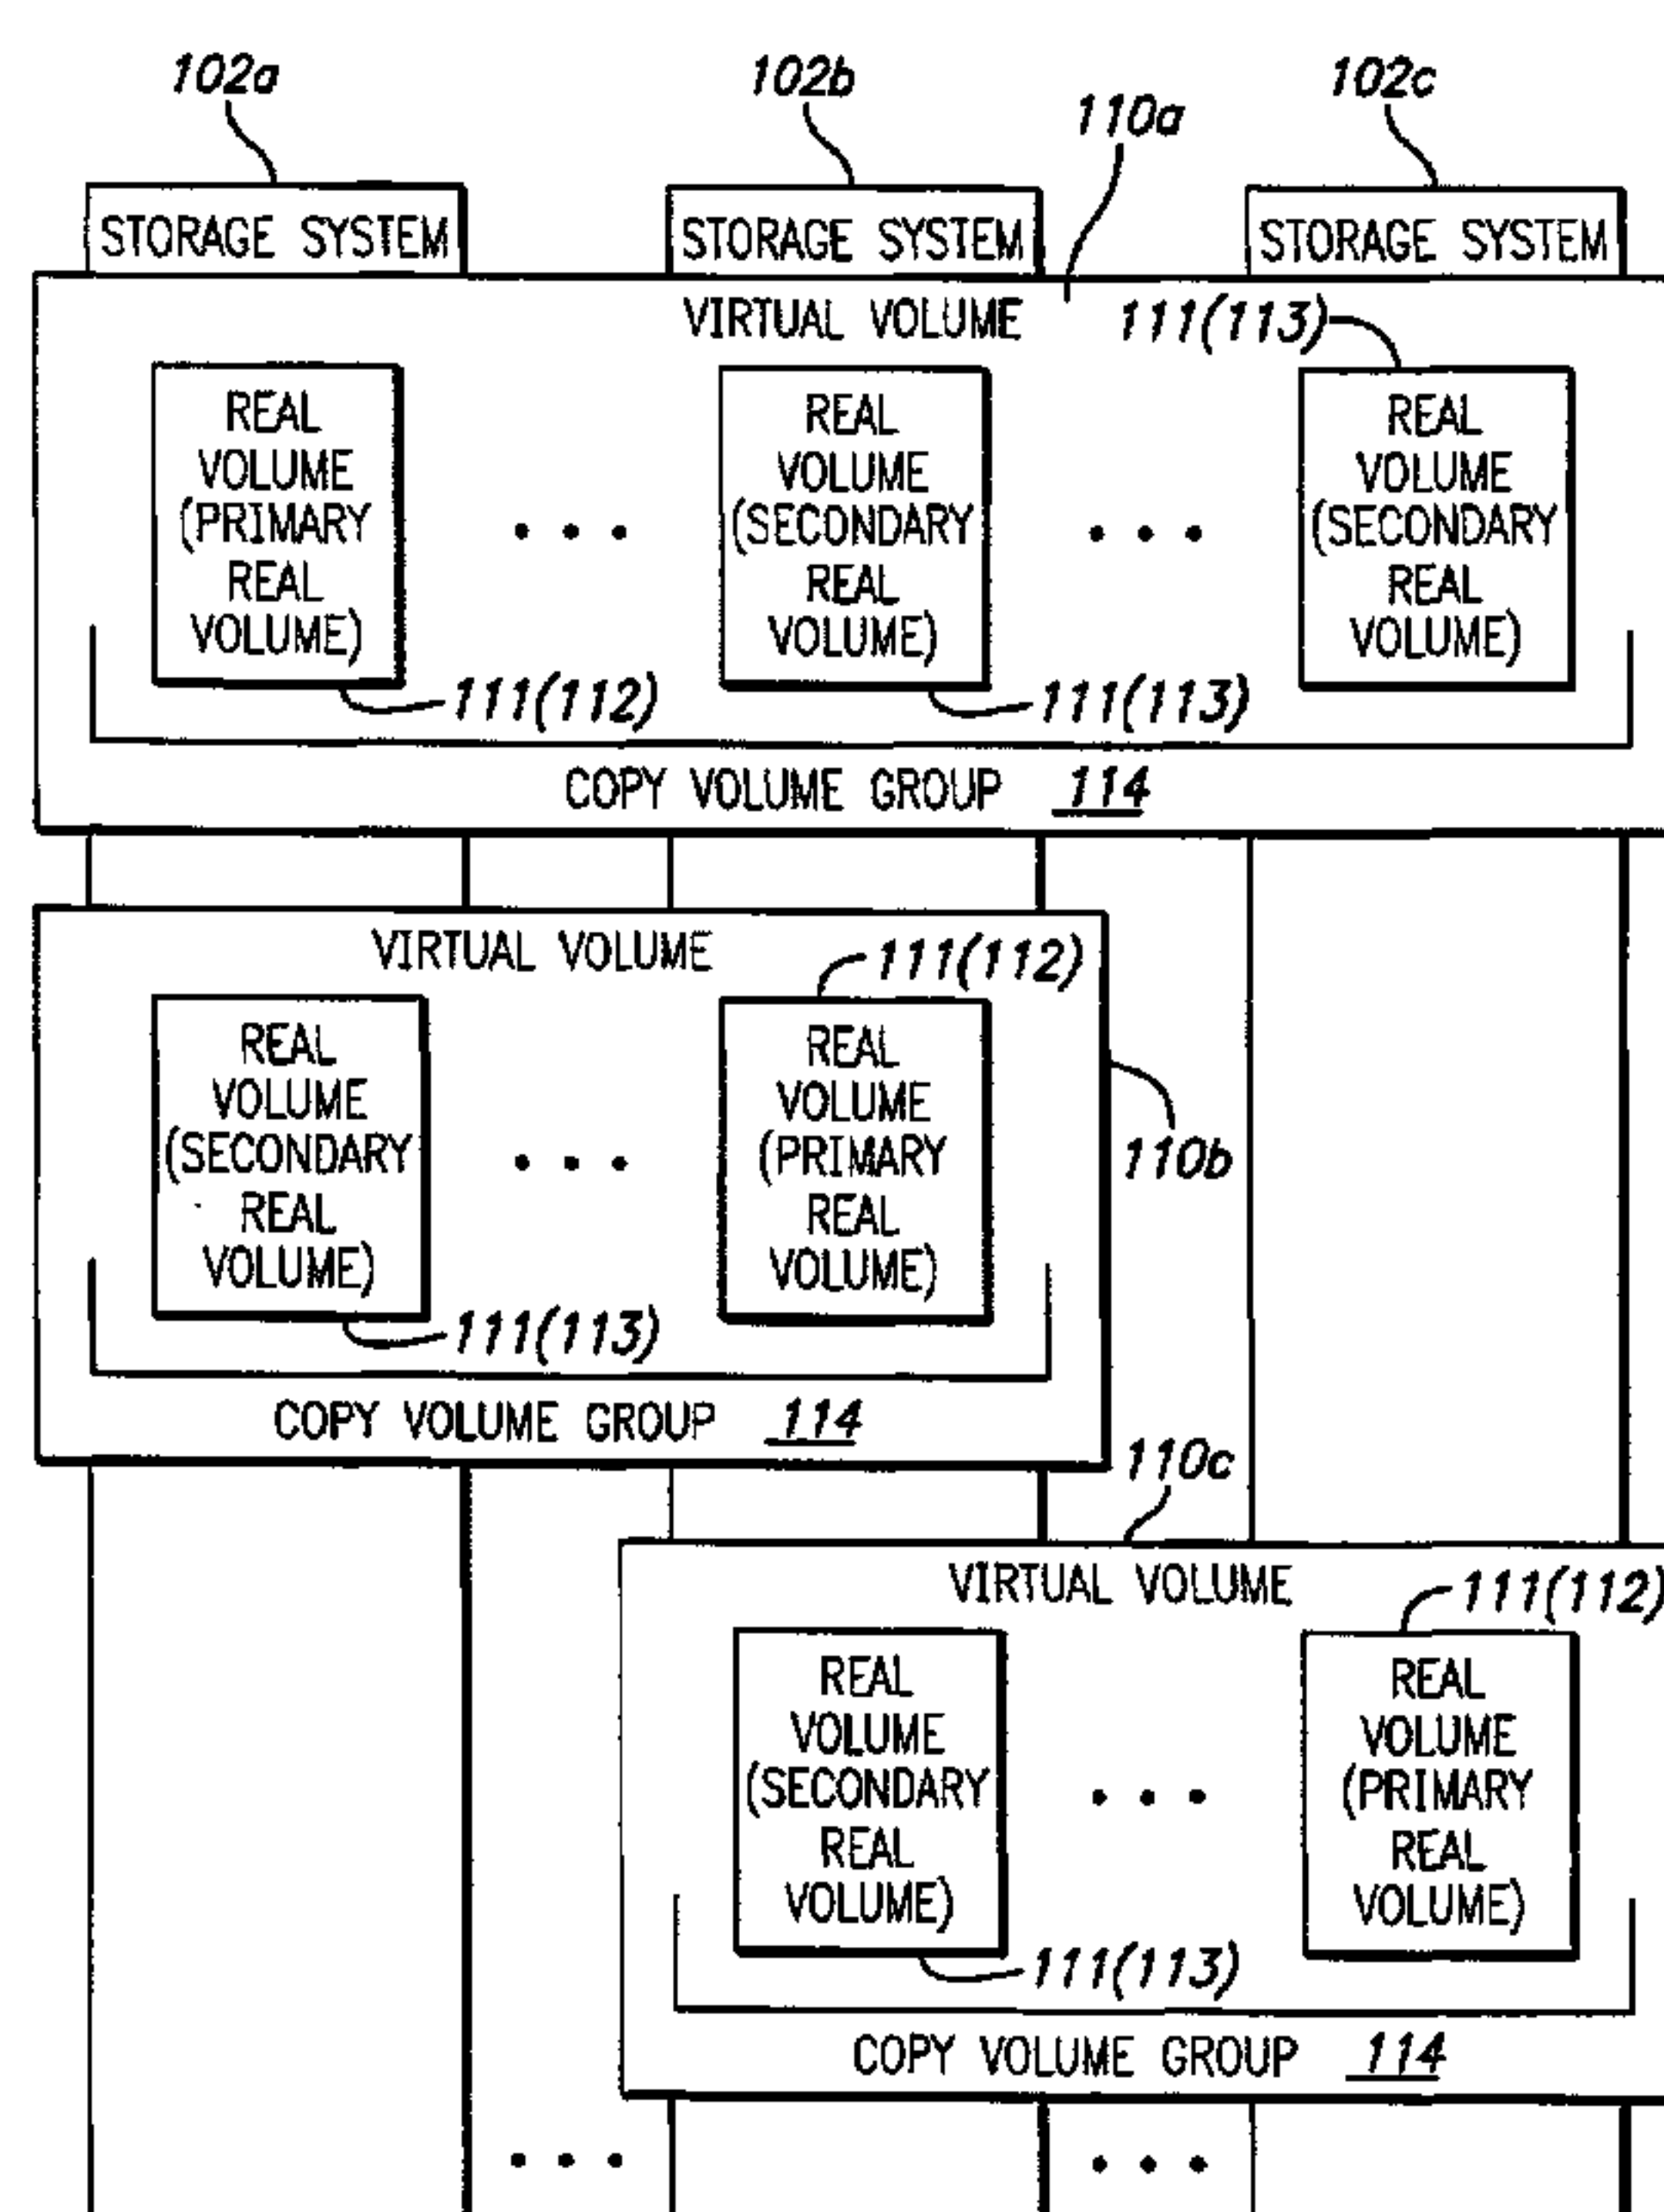 102a
102b
110a
102c
STORAGE SYSTEM
STORAGE SYSTEM
STORAGE SYSTEM
VIRTUAL VOLUME
111(113)
REAL
VOLUME
(PRIMARY
REAL
VOLUME)
REAL
VOLUME
(SECONDARY
REAL
VOLUME)
REAL
VOLUME
(SECONDARY
REAL
VOLUME)
111(112)
111(113)
COPY VOLUME GROUP 114
VIRTUAL VOLUME
111(112)
REAL
VOLUME
(SECONDARY
REAL
VOLUME)
REAL
VOLUME
(PRIMARY
REAL
VOLUME)
110b
111(113)
COPY VOLUME GROUP 114
110c
VIRTUAL VOLUME
111(112)
REAL
VOLUME
(SECONDARY
REAL
VOLUME)
REAL
VOLUME
(PRIMARY
REAL
VOLUME)
111(113)
COPY VOLUME GROUP 114